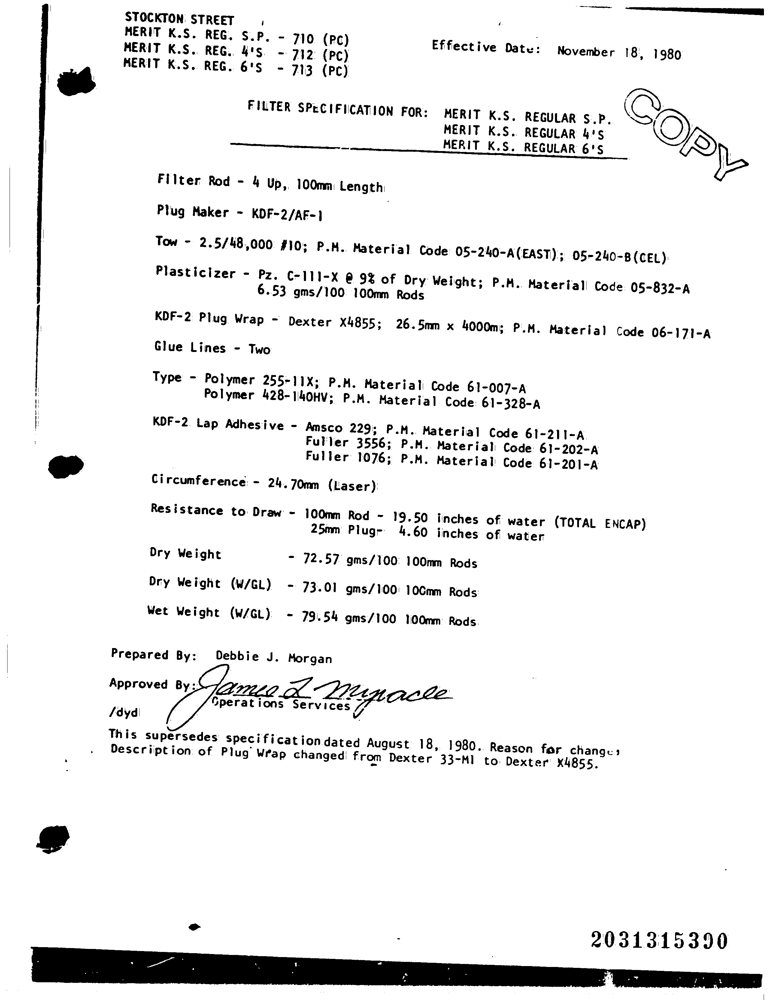 STOCKTON STREET
MERIT K.S. REG. S.P. - 710 (PC)
MERIT K.S. REG. 4'S - 712 (PC)
MERIT K.S. REG. 6'S - 713 (PC)
Effective Date: November 18, 1980
COPY
FILTER SPECIFICATION FOR: MERIT K.S. REGULAR S.P.
MERIT K.S. REGULAR 4'S
MERIT K.S. REGULAR 6'S
Filter Rod - 4 Up, 100mm Length
Plug Maker - KDF-2/AF-1
Tow - 2.5/48,000 #10; P.M. Material Code 05-240-A(EAST); 05-240-B(CEL)
Plasticizer - Pz. C-111-X @ 9% of Dry Weight; P.M. Material Code 05-832-A
6.53 gms/100 100mm Rods
KDF-2 Plug Wrap - Dexter X4855; 26.5mm x 4000m; P.M. Material Code 06-171-A
Glue Lines - Two
Type - Polymer 255-11X; P.M. Material Code 61-007-A
Polymer 428-140HV; P.M. Material Code 61-328-A
KDF-2 Lap Adhesive - Amsco 229; P.M. Material Code 61-211-A
Fuller 3556; P.M. Material Code 61-202-A
Fuller 1076; P.M. Material Code 61-201-A
Circumference - 24.70mm (Laser)
Resistance to Draw - 100mm Rod - 19.50 inches of water (TOTAL ENCAP)
25mm Plug- 4.60 inches of water
Dry Weight - 72.57 gms/100 100mm Rods
Dry Weight (W/GL) - 73.01 gms/100 100mm Rods
Wet Weight (W/GL) - 79.54 gms/100 100mm Rods
Prepared By: Debbie J. Morgan
Approved By: James L Myracle
Operations Services
/dyd
This supersedes specification dated August 18, 1980. Reason for change:
Description of Plug Wrap changed from Dexter 33-M1 to Dexter X4855.
2031315390